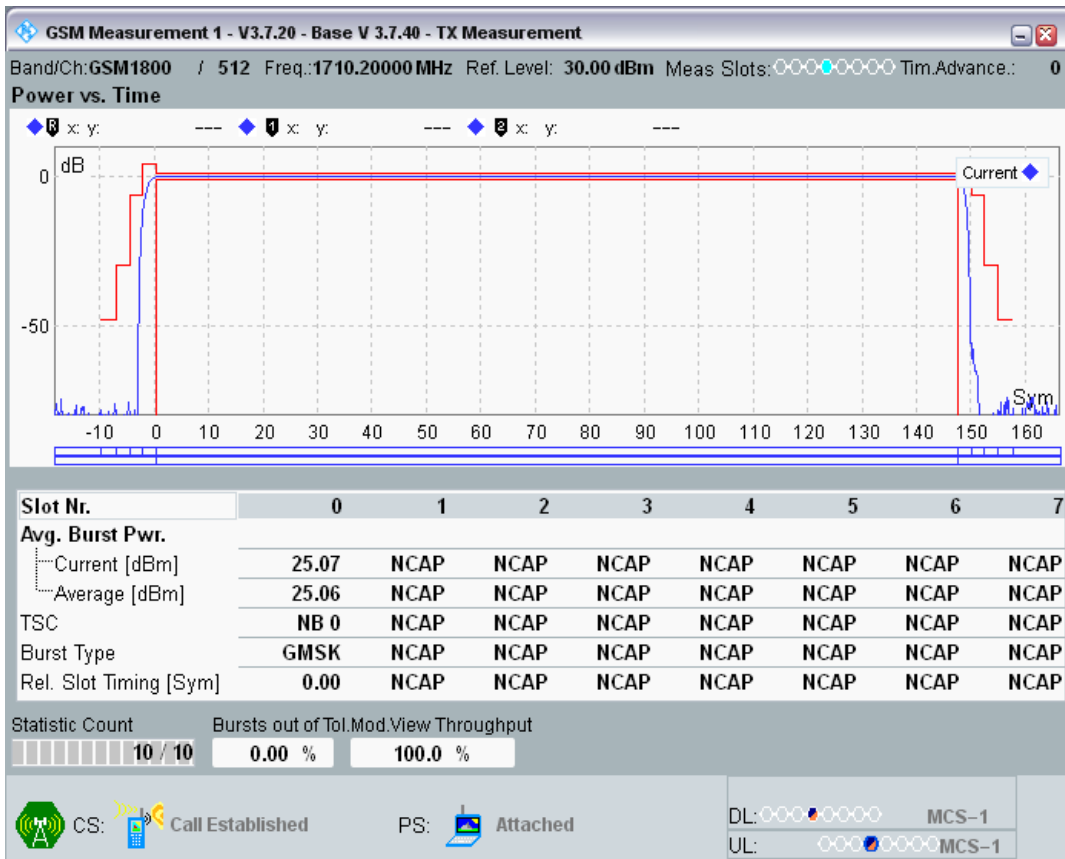 GSM Measurement 1 - V3.7.20 - Base V 3.7.40 - TX Measurement
Band/Ch:GSM1800 / 512 Freq.:1710.20000 MHz Ref. Level: 30.00 dBm Meas Slots: Tim.Advance.: 0
Power vs. Time
R x: y: --- 1 x: y: --- 2 x: y: ---
dB
Current
0
-50
Sym
-10 0 10 20 30 40 50 60 70 80 90 100 110 120 130 140 150 160
Slot Nr. 0 1 2 3 4 5 6 7
Avg. Burst Pwr.
Current [dBm] 25.07 NCAP NCAP NCAP NCAP NCAP NCAP NCAP
Average [dBm] 25.06 NCAP NCAP NCAP NCAP NCAP NCAP NCAP
TSC NB 0 NCAP NCAP NCAP NCAP NCAP NCAP NCAP
Burst Type GMSK NCAP NCAP NCAP NCAP NCAP NCAP NCAP
Rel. Slot Timing [Sym] 0.00 NCAP NCAP NCAP NCAP NCAP NCAP NCAP
Statistic Count Bursts out of Tol.Mod.View Throughput
10 / 10 0.00 % 100.0 %
CS: Call Established PS: Attached
DL: MCS-1
UL: MCS-1